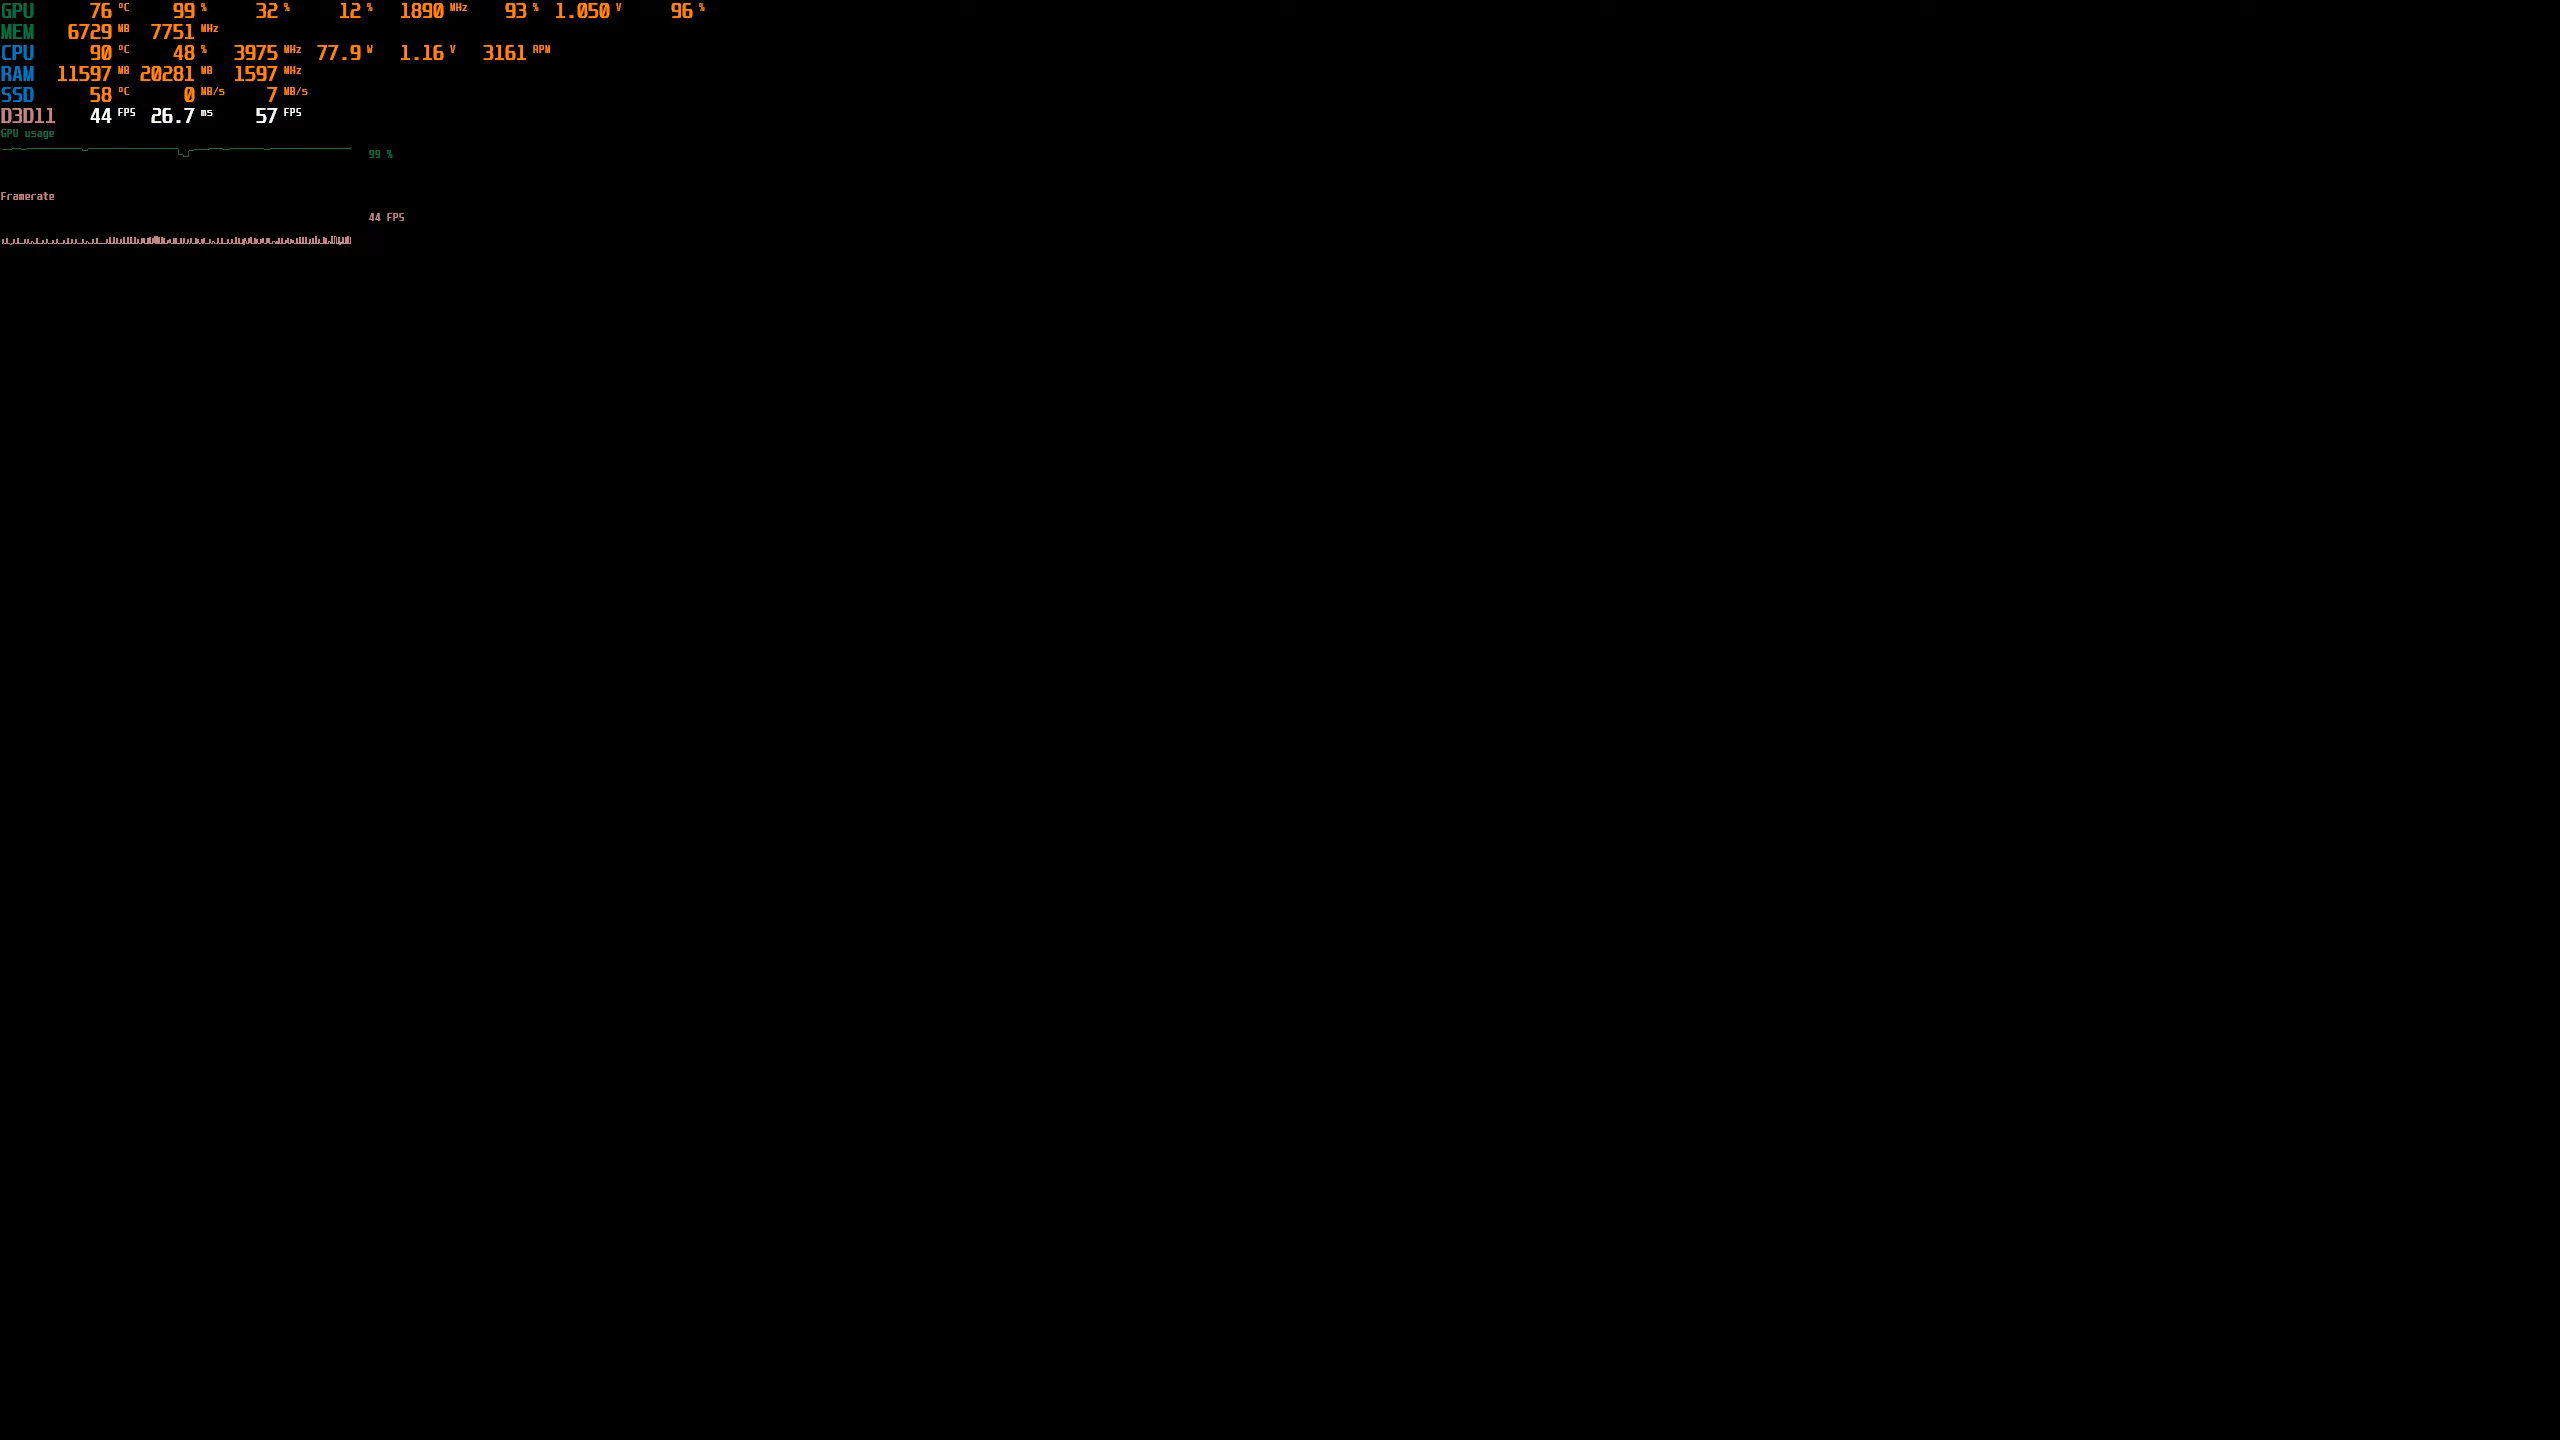 GPU 76 °C 99 % 32 % 12 % 1890 MHz 93 % 1.050 V 96 %
MEM 6729 MB 7751 MHz
CPU 90 °C 48 % 3975 MHz 77.9 W 1.16 V 3161 RPM
RAM 11597 MB 20281 MB 1597 MHz
SSD 58 °C 0 MB/s 7 MB/s
D3D11 44 FPS 26.7 ms 57 FPS
GPU usage
99 %
Framerate
44 FPS